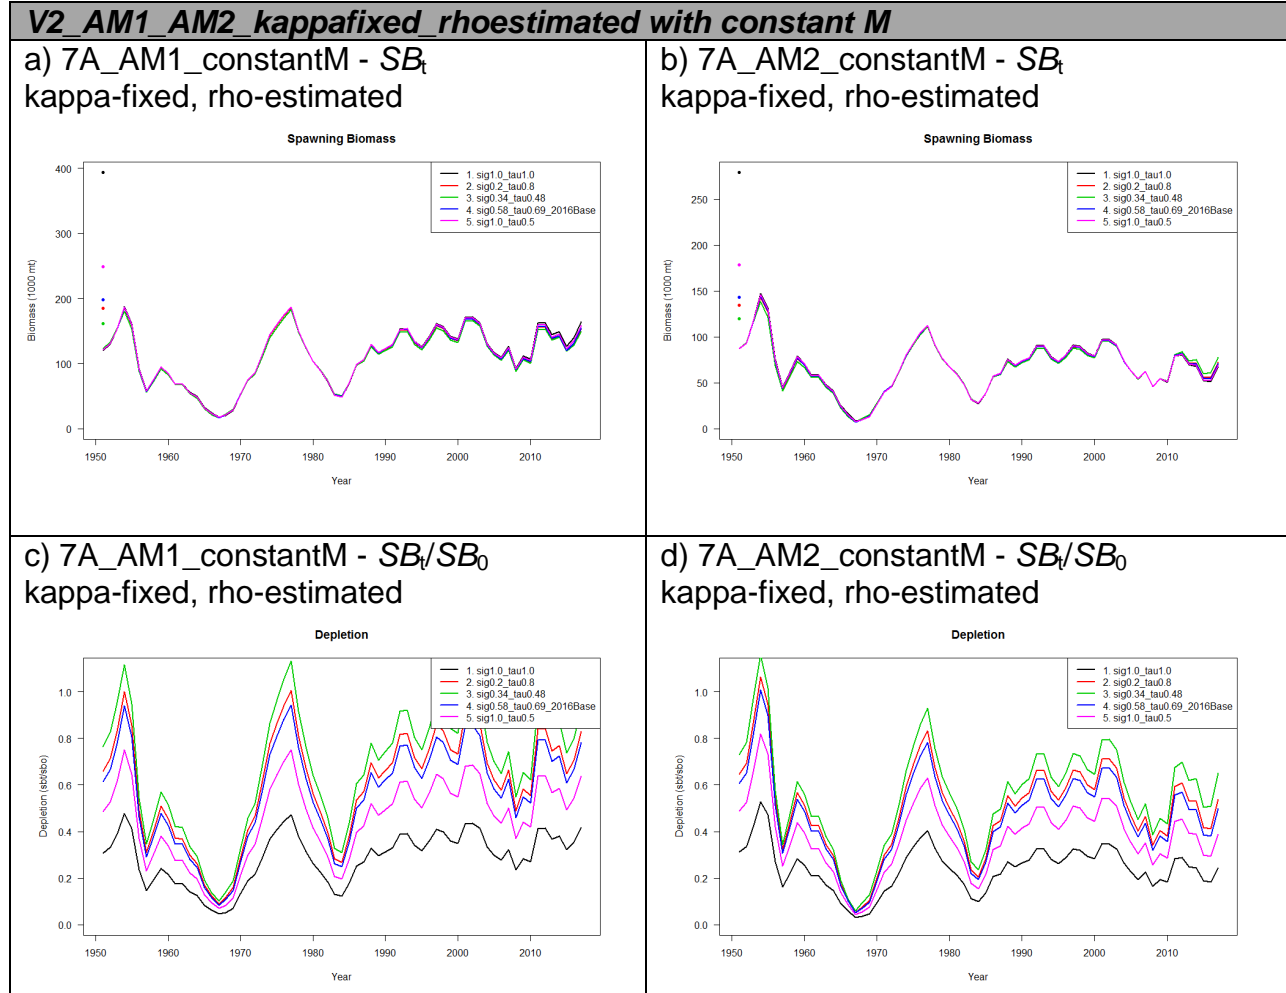 V2_AM1_AM2_kappafixed_rhoestimated with constant M
a) 7A_AM1_constantM - SBt
kappa-fixed, rho-estimated
Spawning Biomass
1. sig1.0_tau1.0
2. sig0.2_tau0.8
3. sig0.34_tau0.48
4. sig0.58_tau0.69_2016Base
5. sig1.0_tau0.5
Biomass (1000 mt)
400
300
200
100
0
1950 1960 1970 1980 1990 2000 2010
Year
b) 7A_AM2_constantM - SBt
kappa-fixed, rho-estimated
Spawning Biomass
1. sig1.0_tau1.0
2. sig0.2_tau0.8
3. sig0.34_tau0.48
4. sig0.58_tau0.69_2016Base
5. sig1.0_tau0.5
Biomass (1000 mt)
250
200
150
100
50
0
1950 1960 1970 1980 1990 2000 2010
Year
c) 7A_AM1_constantM - SBt/SB0
kappa-fixed, rho-estimated
Depletion
1. sig1.0_tau1.0
2. sig0.2_tau0.8
3. sig0.34_tau0.48
4. sig0.58_tau0.69_2016Base
5. sig1.0_tau0.5
Depletion (sbt/sbo)
1.0
0.8
0.6
0.4
0.2
0.0
1950 1960 1970 1980 1990 2000 2010
Year
d) 7A_AM2_constantM - SBt/SB0
kappa-fixed, rho-estimated
Depletion
1. sig1.0_tau1.0
2. sig0.2_tau0.8
3. sig0.34_tau0.48
4. sig0.58_tau0.69_2016Base
5. sig1.0_tau0.5
Depletion (sbt/sbo)
1.0
0.8
0.6
0.4
0.2
0.0
1950 1960 1970 1980 1990 2000 2010
Year